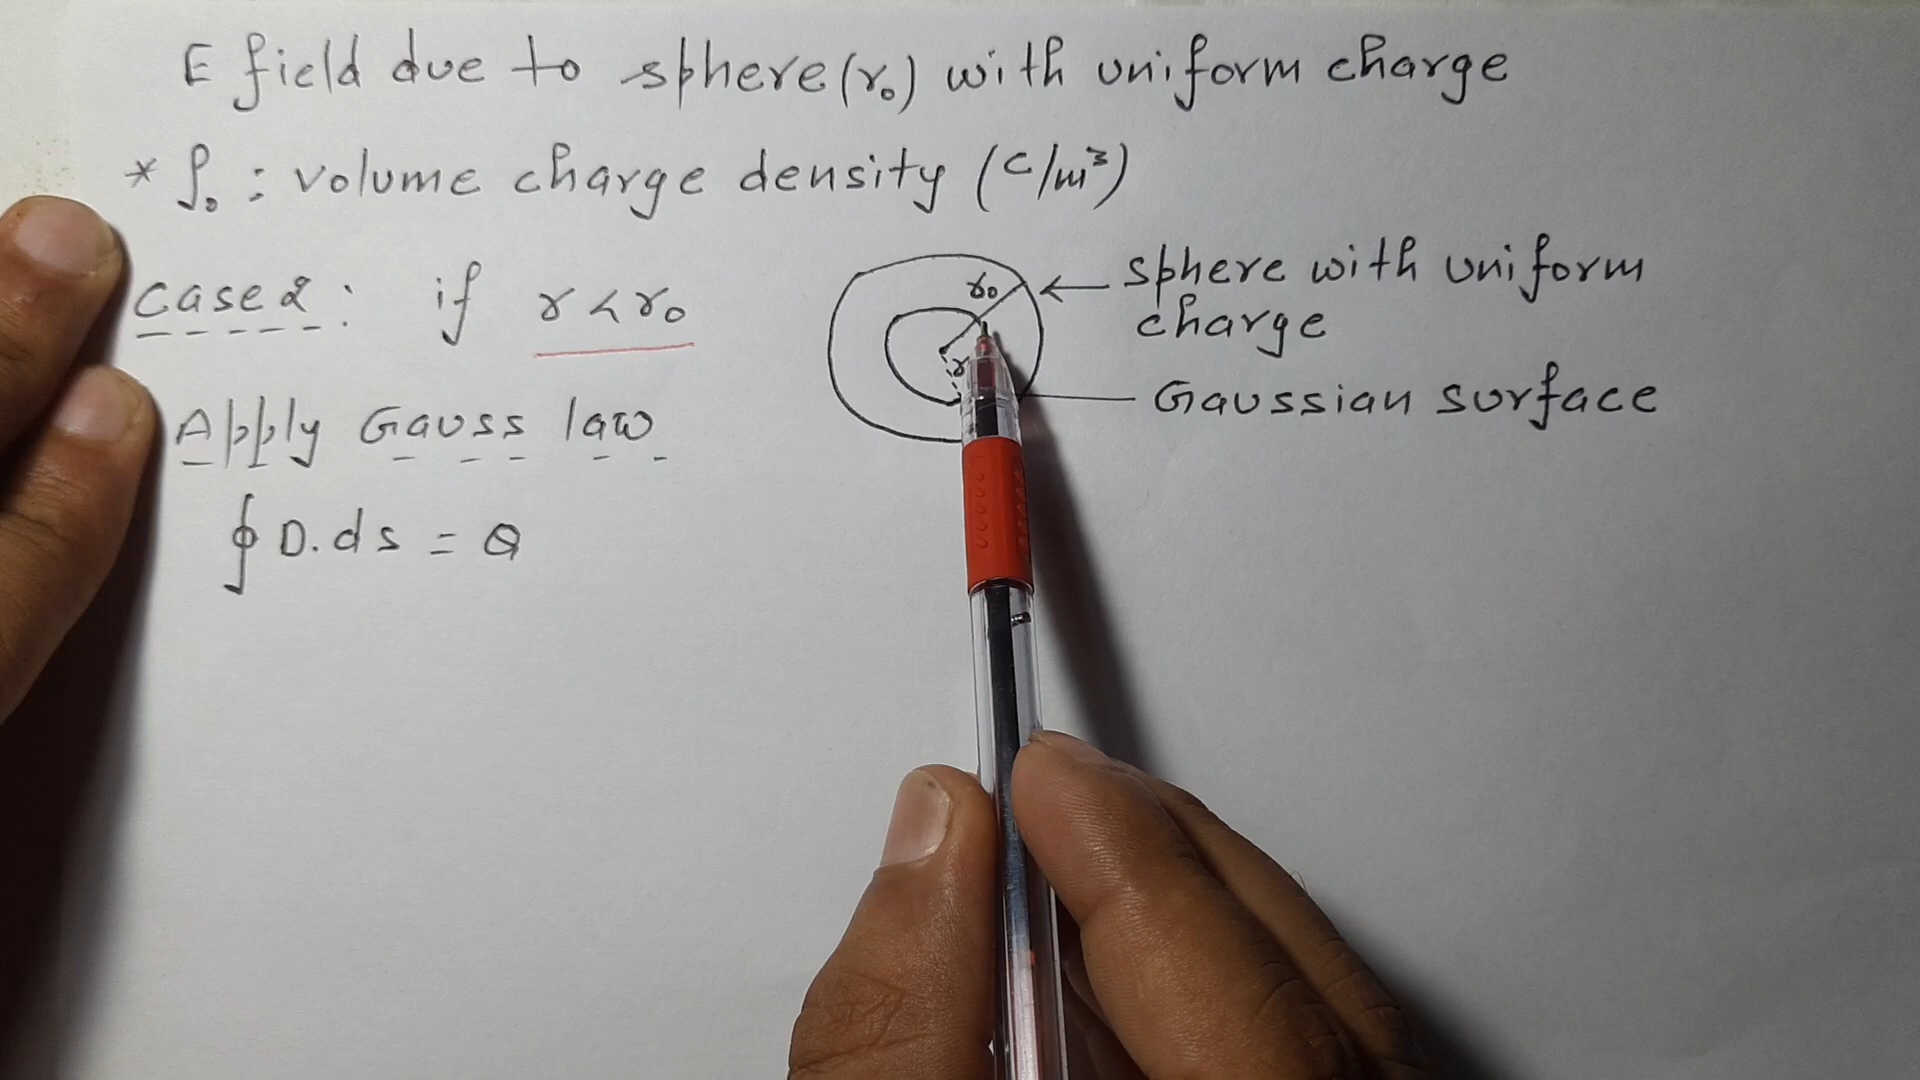 E field due to sphere (r₀) with uniform charge
* ρ₀ : volume charge density (C/m³)
Case 2 : if r < r₀
r₀
r
← sphere with uniform
charge
Gaussian surface
Apply Gauss law
∮ D.ds = Q